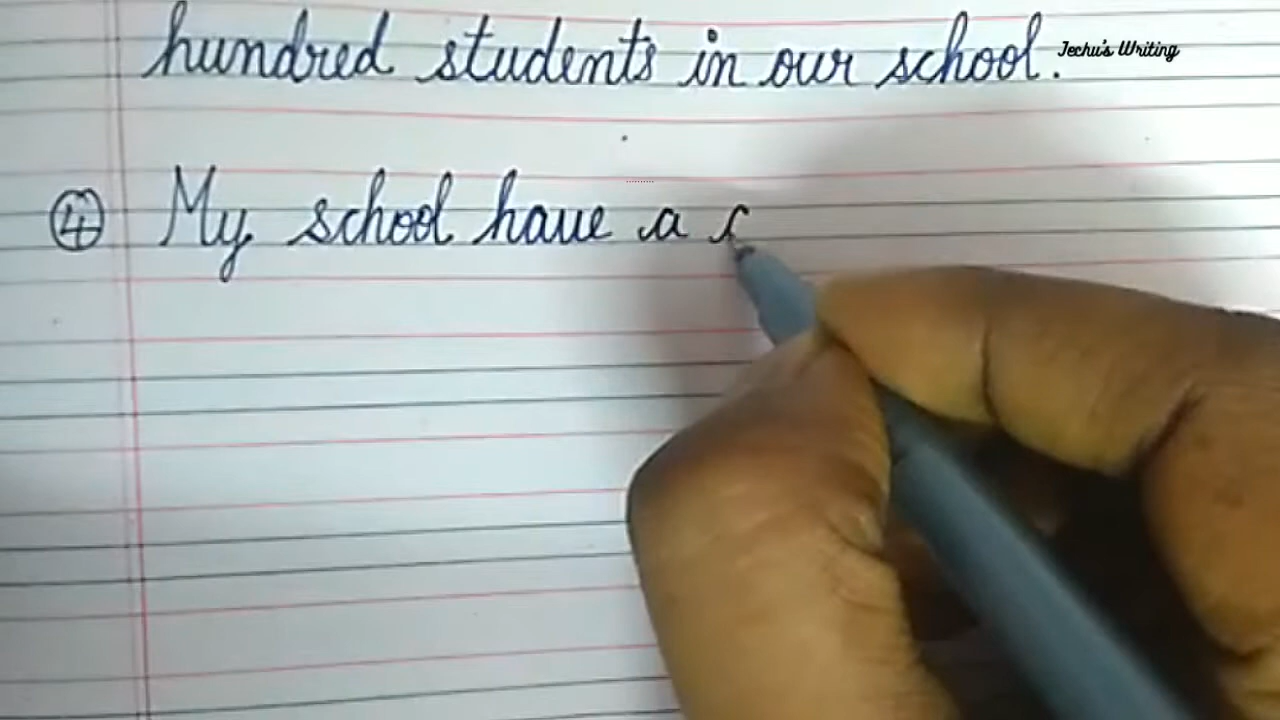 hundred students in our school.
Jechu's Writing
④ My school have a